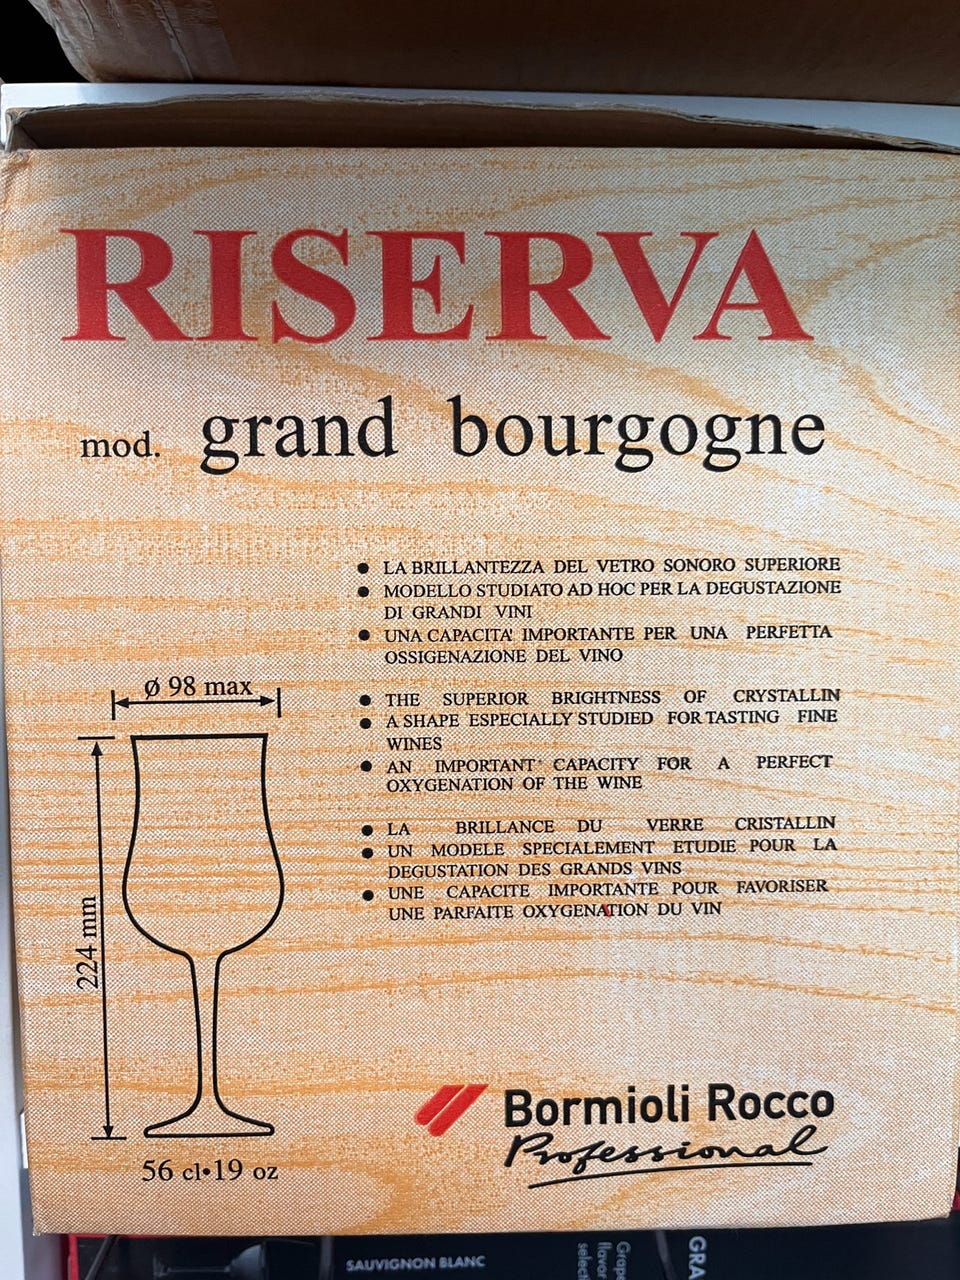 RISERVA
mod. grand bourgogne
● LA BRILLANTEZZA DEL VETRO SONORO SUPERIORE
● MODELLO STUDIATO AD HOC PER LA DEGUSTAZIONE
DI GRANDI VINI
● UNA CAPACITA' IMPORTANTE PER UNA PERFETTA
OSSIGENAZIONE DEL VINO
● THE SUPERIOR BRIGHTNESS OF CRYSTALLIN
● A SHAPE ESPECIALLY STUDIED FOR TASTING FINE
WINES
● AN IMPORTANT CAPACITY FOR A PERFECT
OXYGENATION OF THE WINE
● LA BRILLANCE DU VERRE CRISTALLIN
● UN MODELE SPECIALEMENT ETUDIE POUR LA
DEGUSTATION DES GRANDS VINS
● UNE CAPACITE IMPORTANTE POUR FAVORISER
UNE PARFAITE OXYGENATION DU VIN
Ø 98 max
224 mm
56 cl•19 oz
Bormioli Rocco
Professional
SAUVIGNON BLANC
flavor
select
GRA